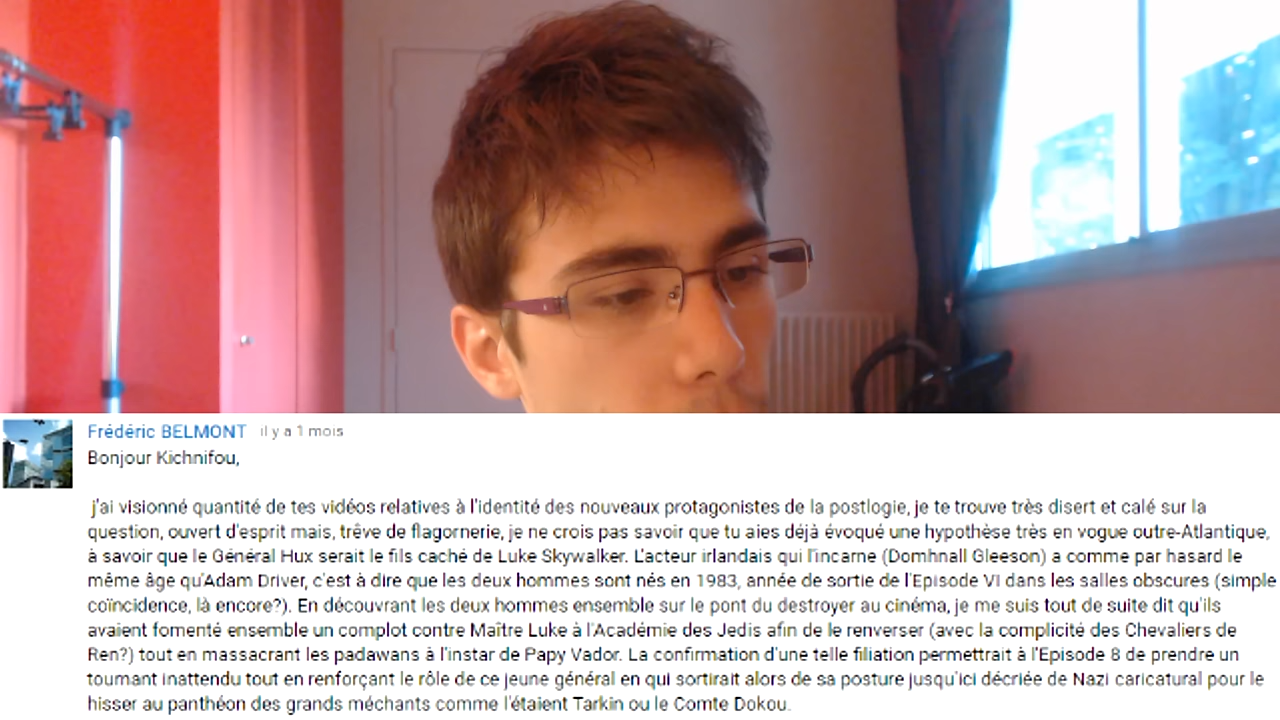 Frédéric BELMONT il y a 1 mois
Bonjour Kichnifou,
j'ai visionné quantité de tes vidéos relatives à l'identité des nouveaux protagonistes de la postlogie, je te trouve très disert et calé sur la
question, ouvert d'esprit mais, trêve de flagornerie, je ne crois pas savoir que tu aies déjà évoqué une hypothèse très en vogue outre-Atlantique,
à savoir que le Général Hux serait le fils caché de Luke Skywalker. L'acteur irlandais qui l'incarne (Domhnall Gleeson) a comme par hasard le
même âge qu'Adam Driver, c'est à dire que les deux hommes sont nés en 1983, année de sortie de l'Episode VI dans les salles obscures (simple
coïncidence, là encore?). En découvrant les deux hommes ensemble sur le pont du destroyer au cinéma, je me suis tout de suite dit qu'ils
avaient fomenté ensemble un complot contre Maître Luke à l'Académie des Jedis afin de le renverser (avec la complicité des Chevaliers de
Ren?) tout en massacrant les padawans à l'instar de Papy Vador. La confirmation d'une telle filiation permettrait à l'Episode 8 de prendre un
tournant inattendu tout en renforçant le rôle de ce jeune général en qui sortirait alors de sa posture jusqu'ici décriée de Nazi caricatural pour le
hisser au panthéon des grands méchants comme l'étaient Tarkin ou le Comte Dokou.